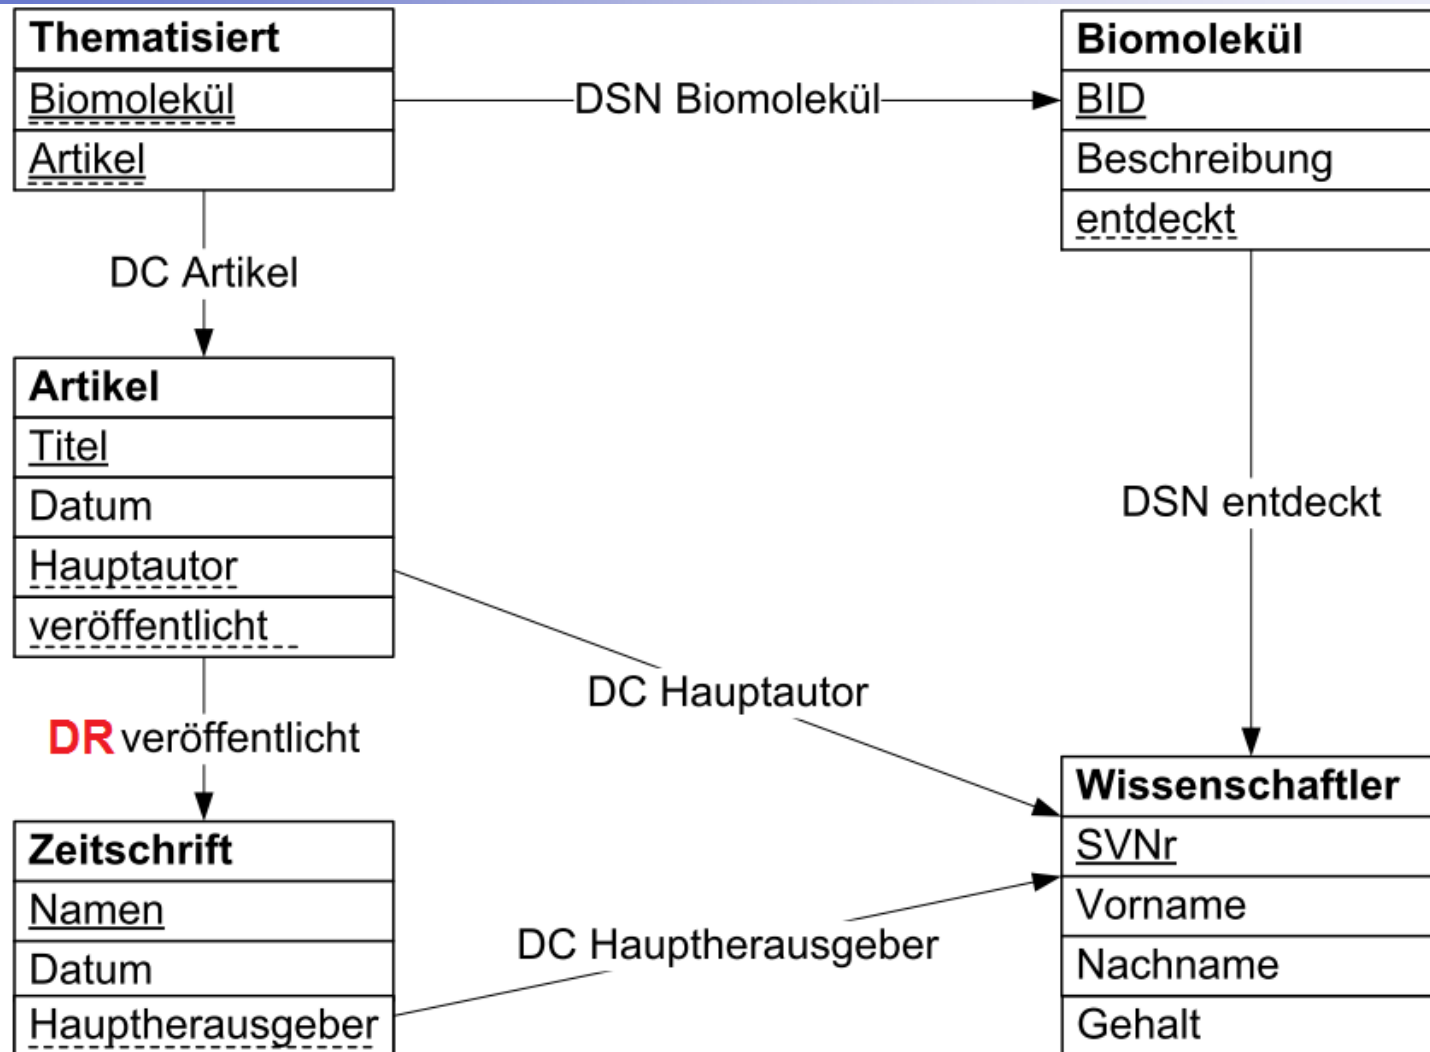 Thematisiert
Biomolekül
Artikel
DSN Biomolekül
Biomolekül
BID
Beschreibung
entdeckt
DC Artikel
Artikel
Titel
Datum
Hauptautor
veröffentlicht
DSN entdeckt
DC Hauptautor
DR veröffentlicht
Zeitschrift
Namen
Datum
Hauptherausgeber
DC Hauptherausgeber
Wissenschaftler
SVNr
Vorname
Nachname
Gehalt